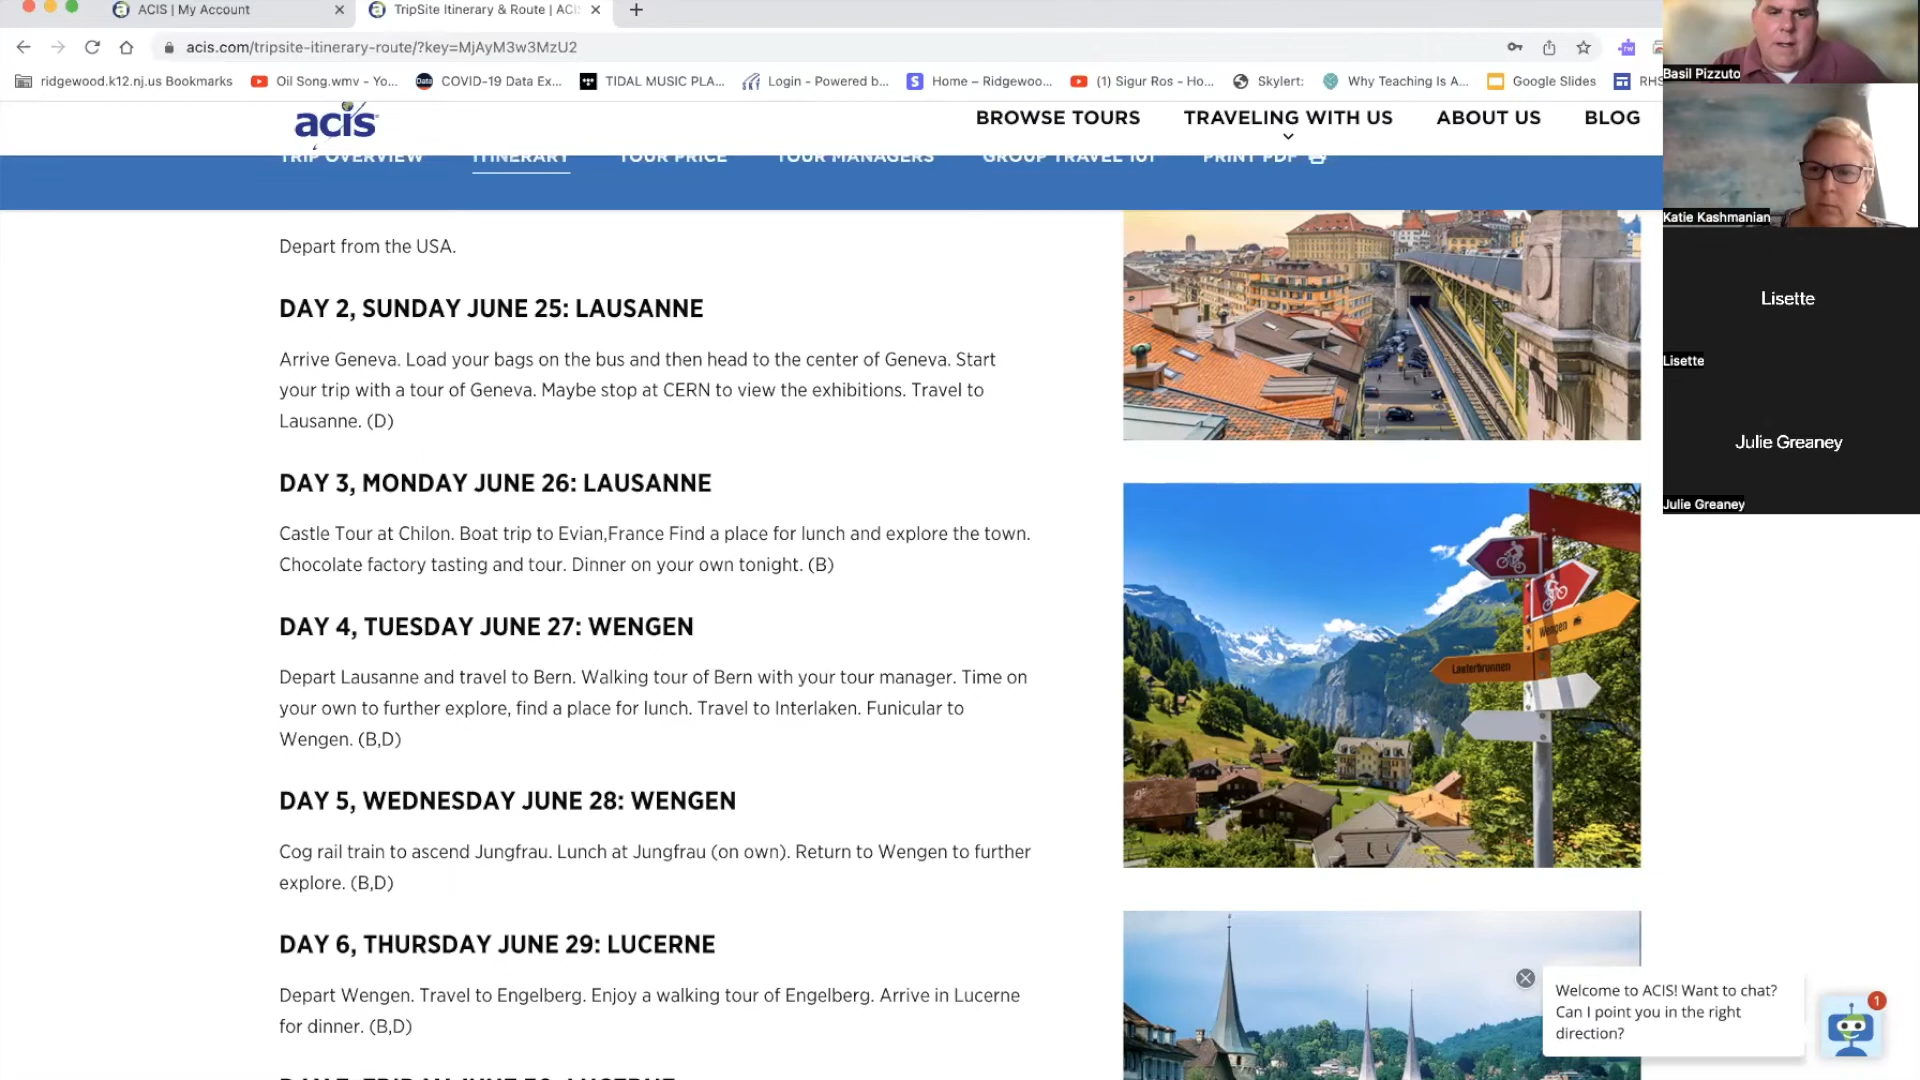 ACIS | My Account
TripSite Itinerary & Route | ACI
acis.com/tripsite-itinerary-route/?key=MjAyM3w3MzU2
ridgewood.k12.nj.us Bookmarks
Oil Song.wmv - Yo...
Data
COVID-19 Data Ex...
TIDAL MUSIC PLA...
Login - Powered b...
Home – Ridgewoo...
(1) Sigur Ros - Ho...
Skylert:
Why Teaching Is A...
Google Slides
RHS
acis
BROWSE TOURS
TRAVELING WITH US
ABOUT US
BLOG
TRIP OVERVIEW
ITINERARY
TOUR PRICE
TOUR MANAGERS
GROUP TRAVEL 101
PRINT PDF
Depart from the USA.
DAY 2, SUNDAY JUNE 25: LAUSANNE
Arrive Geneva. Load your bags on the bus and then head to the center of Geneva. Start
your trip with a tour of Geneva. Maybe stop at CERN to view the exhibitions. Travel to
Lausanne. (D)
DAY 3, MONDAY JUNE 26: LAUSANNE
Castle Tour at Chilon. Boat trip to Evian,France Find a place for lunch and explore the town.
Chocolate factory tasting and tour. Dinner on your own tonight. (B)
DAY 4, TUESDAY JUNE 27: WENGEN
Depart Lausanne and travel to Bern. Walking tour of Bern with your tour manager. Time on
your own to further explore, find a place for lunch. Travel to Interlaken. Funicular to
Wengen. (B,D)
DAY 5, WEDNESDAY JUNE 28: WENGEN
Cog rail train to ascend Jungfrau. Lunch at Jungfrau (on own). Return to Wengen to further
explore. (B,D)
DAY 6, THURSDAY JUNE 29: LUCERNE
Depart Wengen. Travel to Engelberg. Enjoy a walking tour of Engelberg. Arrive in Lucerne
for dinner. (B,D)
DAY 7, FRIDAY JUNE 30: LUCERNE
Wengen
Lauterbrunnen
Welcome to ACIS! Want to chat?
Can I point you in the right
direction?
1
Basil Pizzuto
Katie Kashmanian
Lisette
Lisette
Julie Greaney
Julie Greaney